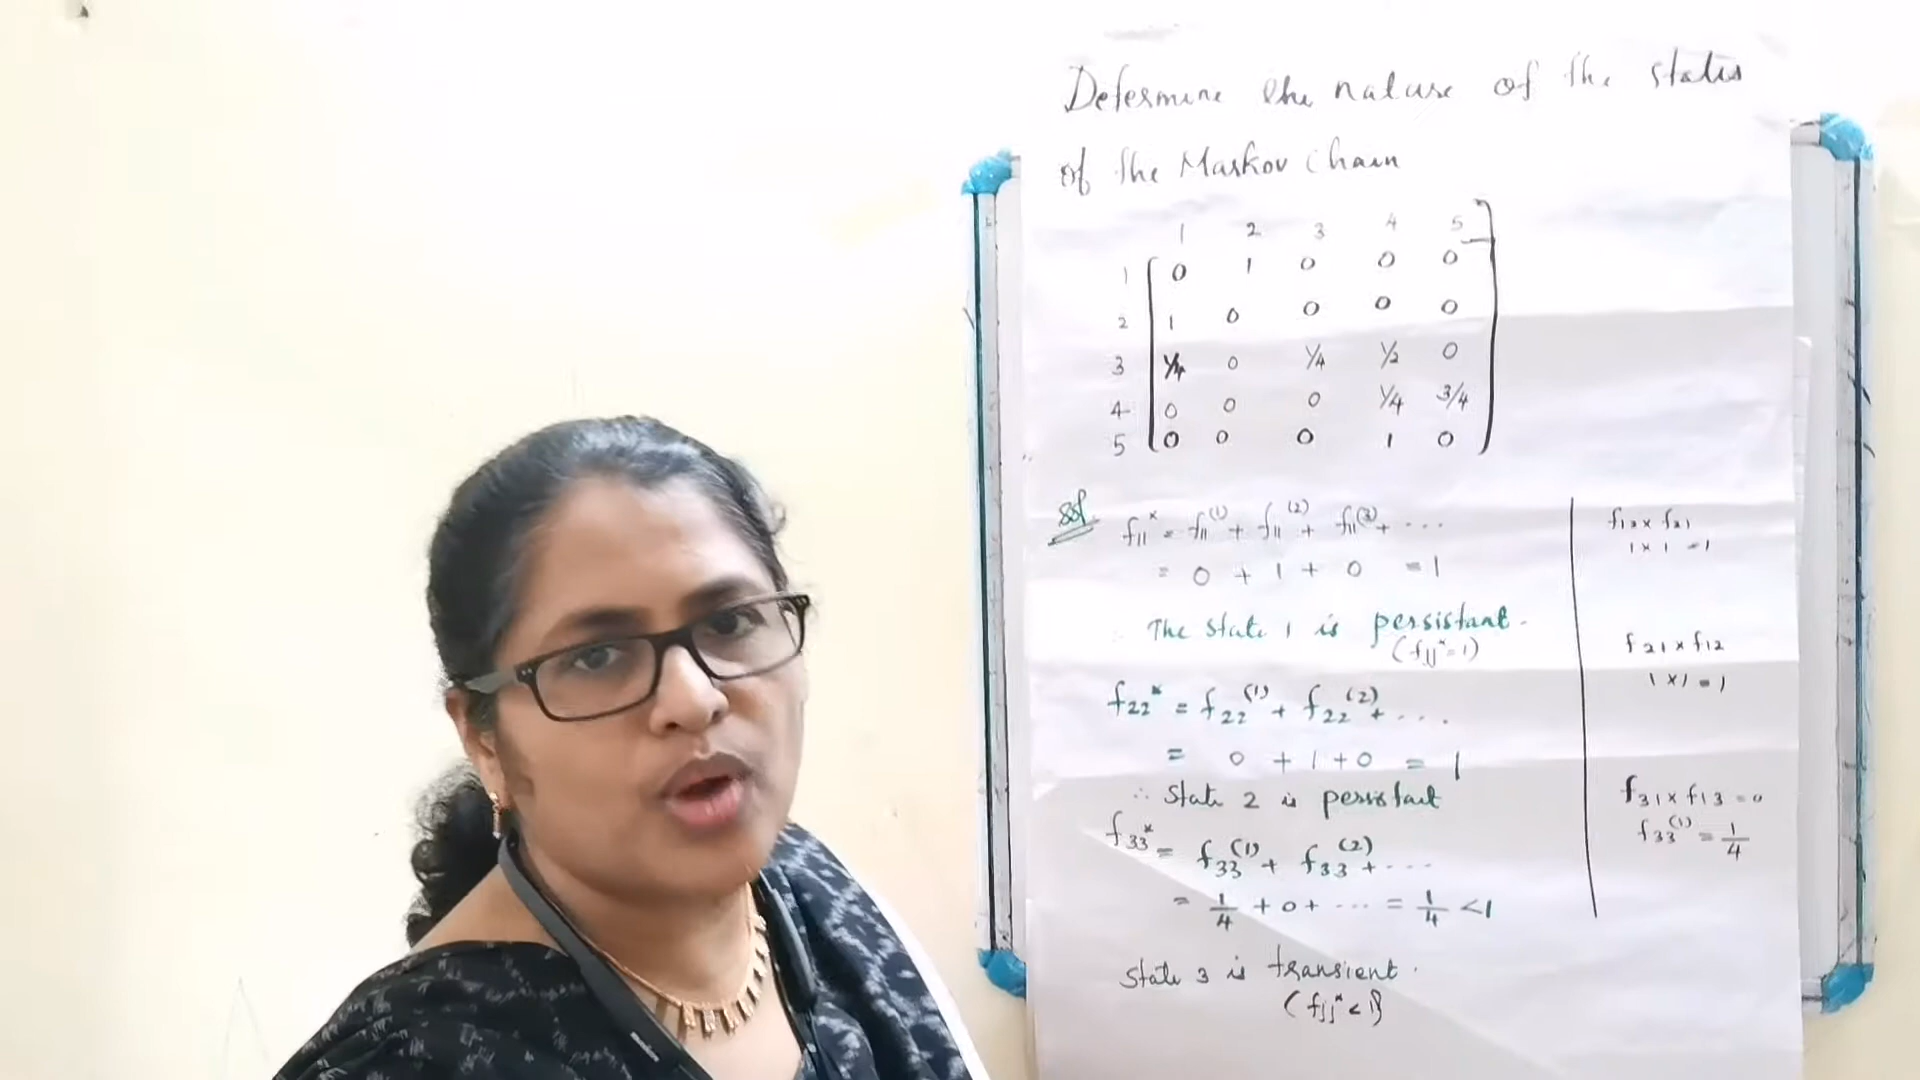 Determine the nature of the states
of the Markov Chain
1 2 3 4 5
1 0 1 0 0 0
2 1 0 0 0 0
3 1/4 0 1/4 1/2 0
4 0 0 0 1/4 3/4
5 0 0 0 1 0
Sol
f11* = f11(1) + f11(2) + f11(3) + ...
= 0 + 1 + 0 = 1
∴ The state 1 is persistant.
(fjj* = 1)
f22* = f22(1) + f22(2) + ...
= 0 + 1 + 0 = 1
∴ State 2 is persistant
f33* = f33(1) + f33(2) + ...
= 1/4 + 0 + ... = 1/4 < 1
State 3 is transient.
(fjj* < 1)
f12 x f21
1 x 1 = 1
f21 x f12
1 x 1 = 1
f31 x f13 = 0
f33(1) = 1/4